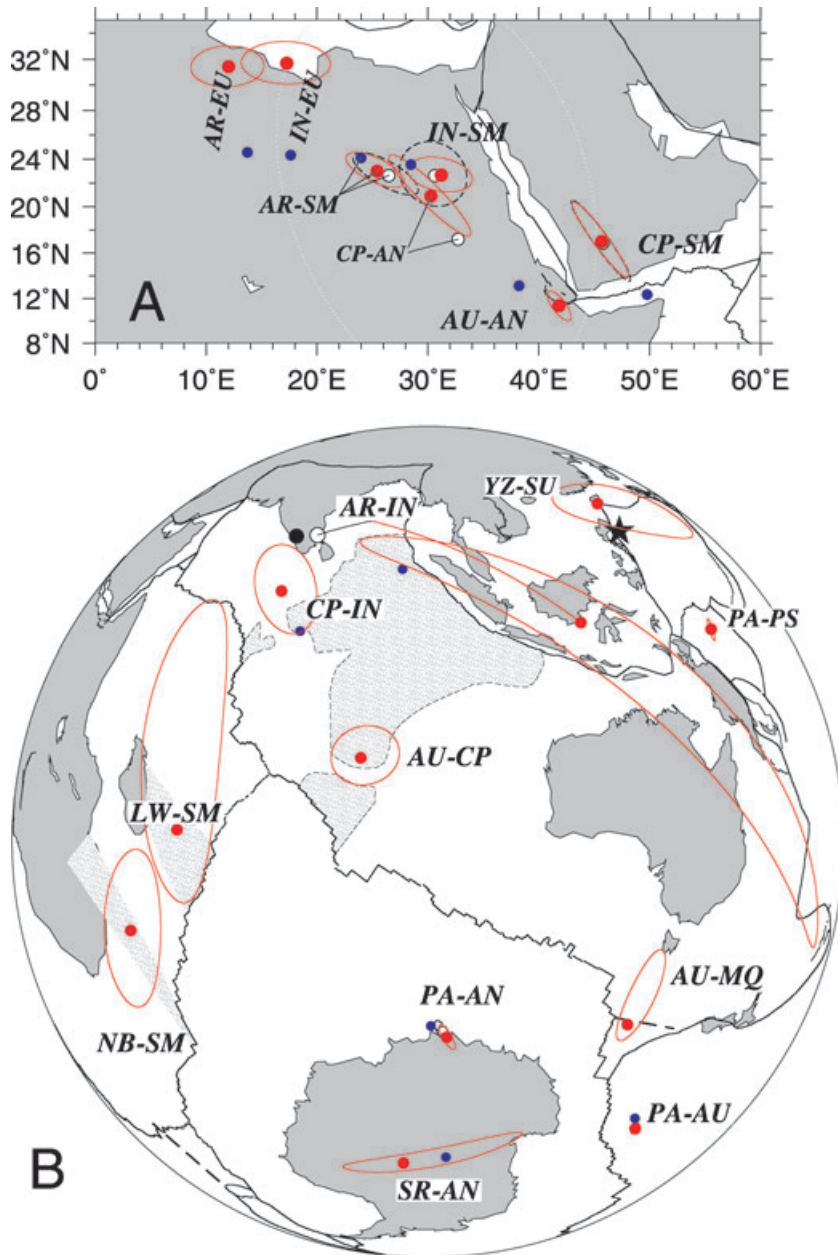 32°N
28°N
24°N
20°N
16°N
12°N
8°N
AR-EU
IN-EU
IN-SM
AR-SM
CP-AN
CP-SM
AU-AN
A
0°
10°E
20°E
30°E
40°E
50°E
60°E
YZ-SU
AR-IN
CP-IN
PA-PS
AU-CP
LW-SM
AU-MQ
PA-AN
NB-SM
PA-AU
B
SR-AN